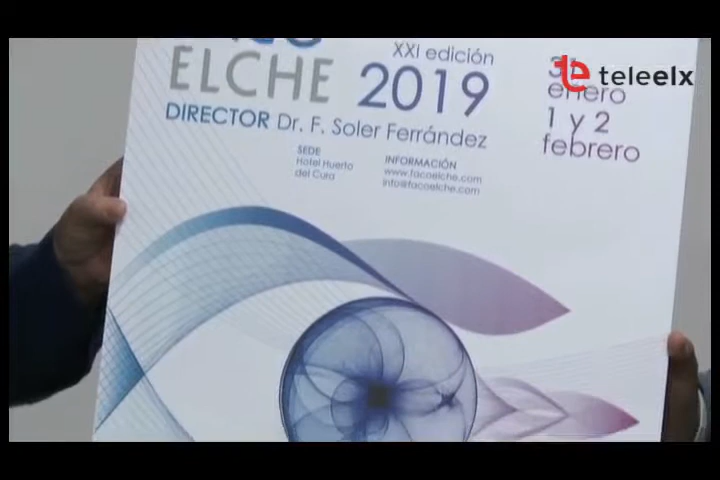 ELCHE
XXI edición
2019
DIRECTOR Dr. F. Soler Ferrández
SEDE
Hotel Huerto
del Cura
INFORMACIÓN
www.facoelche.com
info@facoelche.com
enero
1 y 2
febrero
teleelx